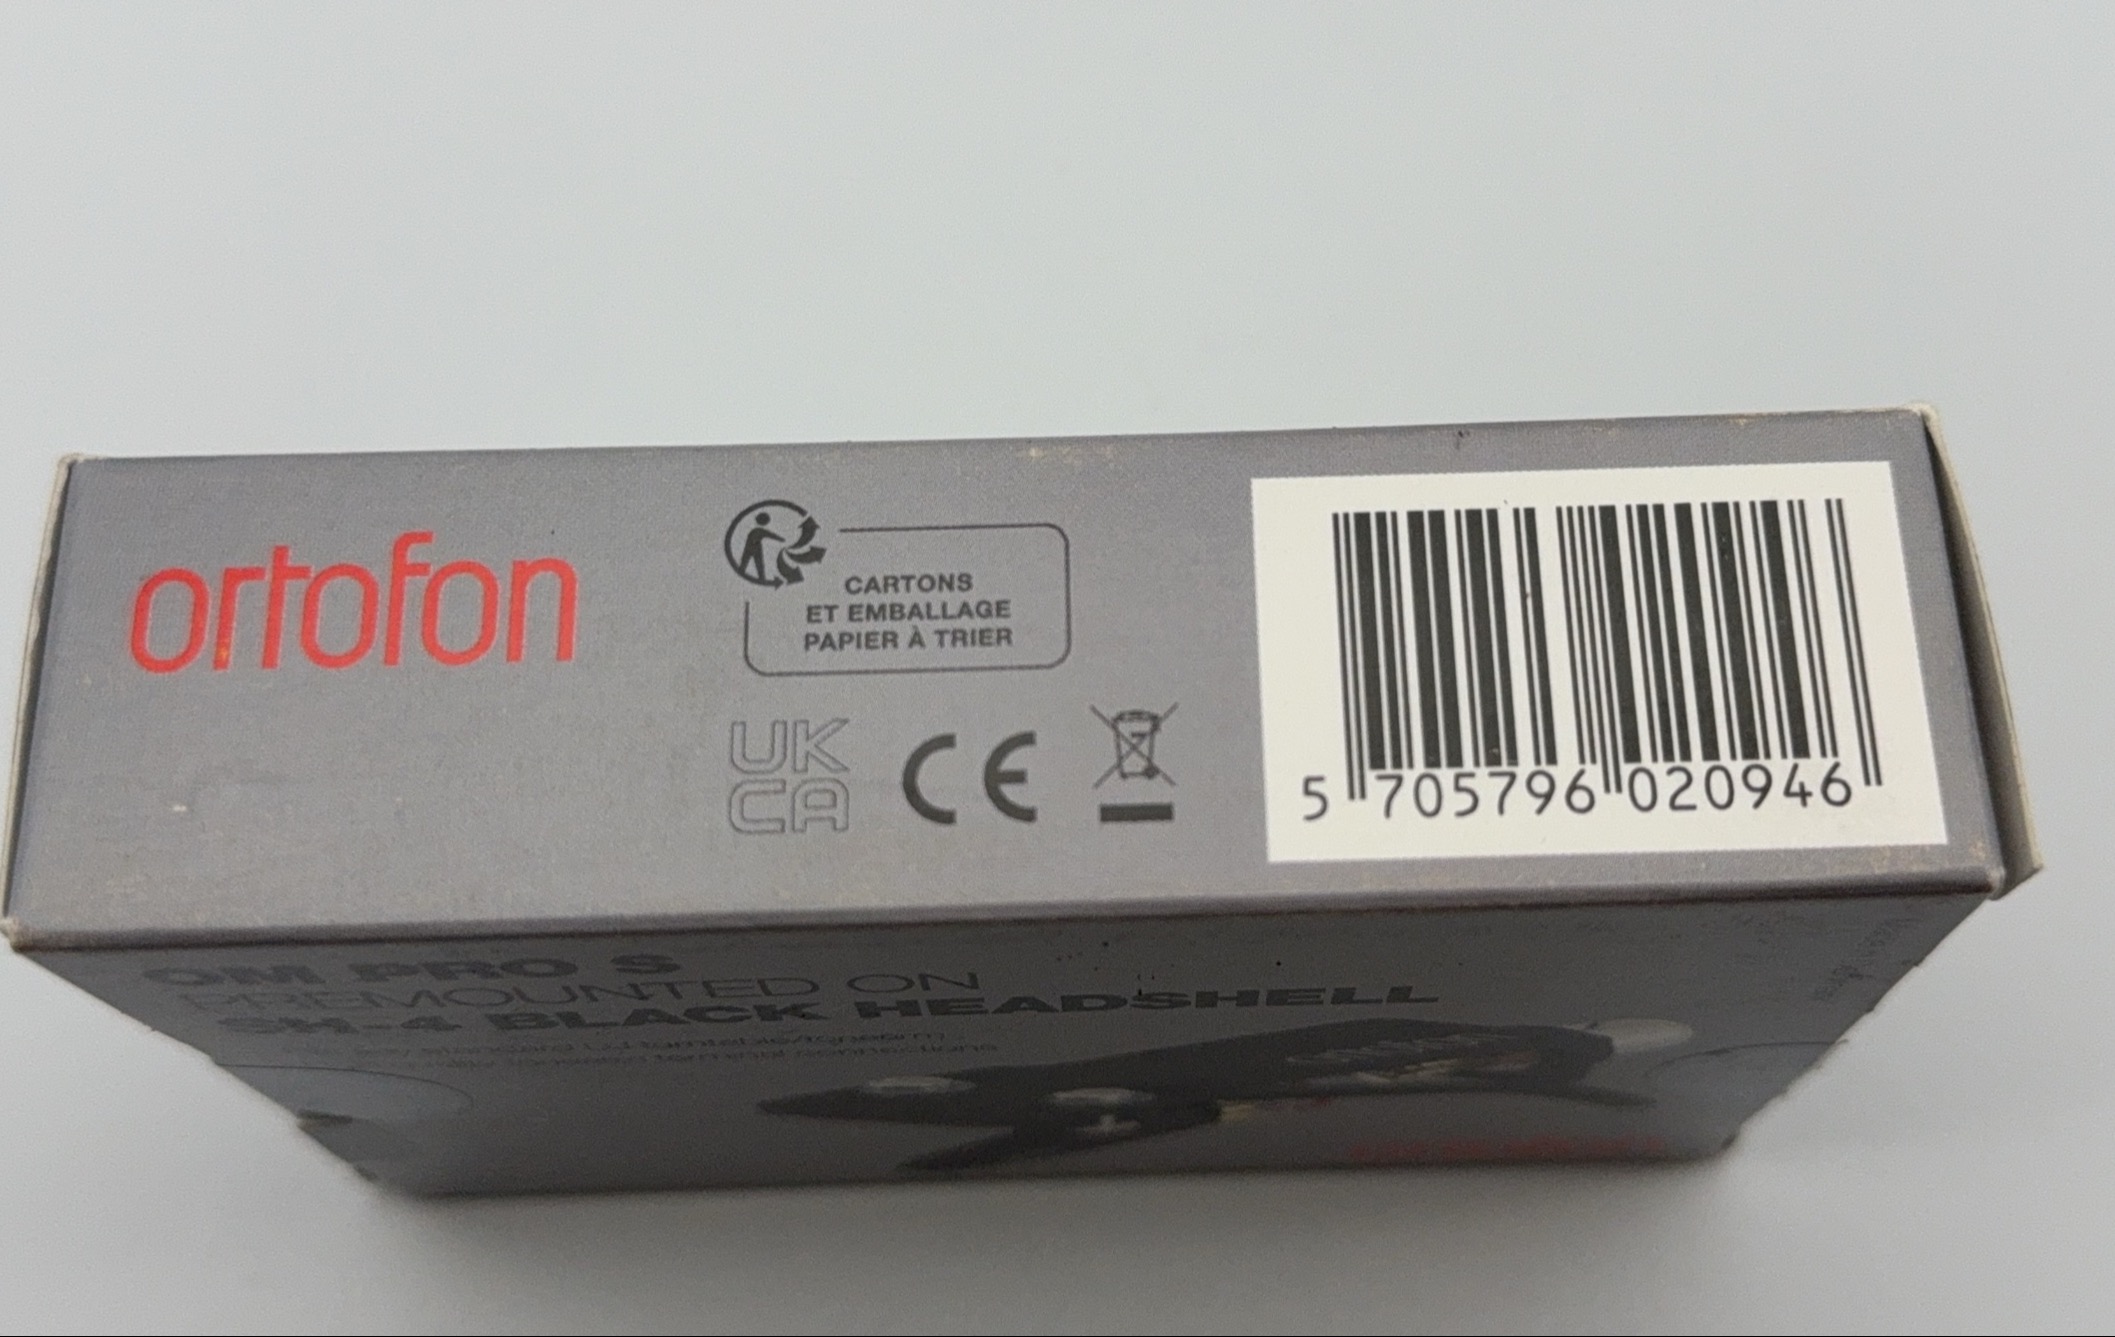 ortofon
CARTONS
ET EMBALLAGE
PAPIER À TRIER
UK
CA
CE
5 705796 020946
OM PRO S
PREMOUNTED ON
SH-4 BLACK HEADSHELL